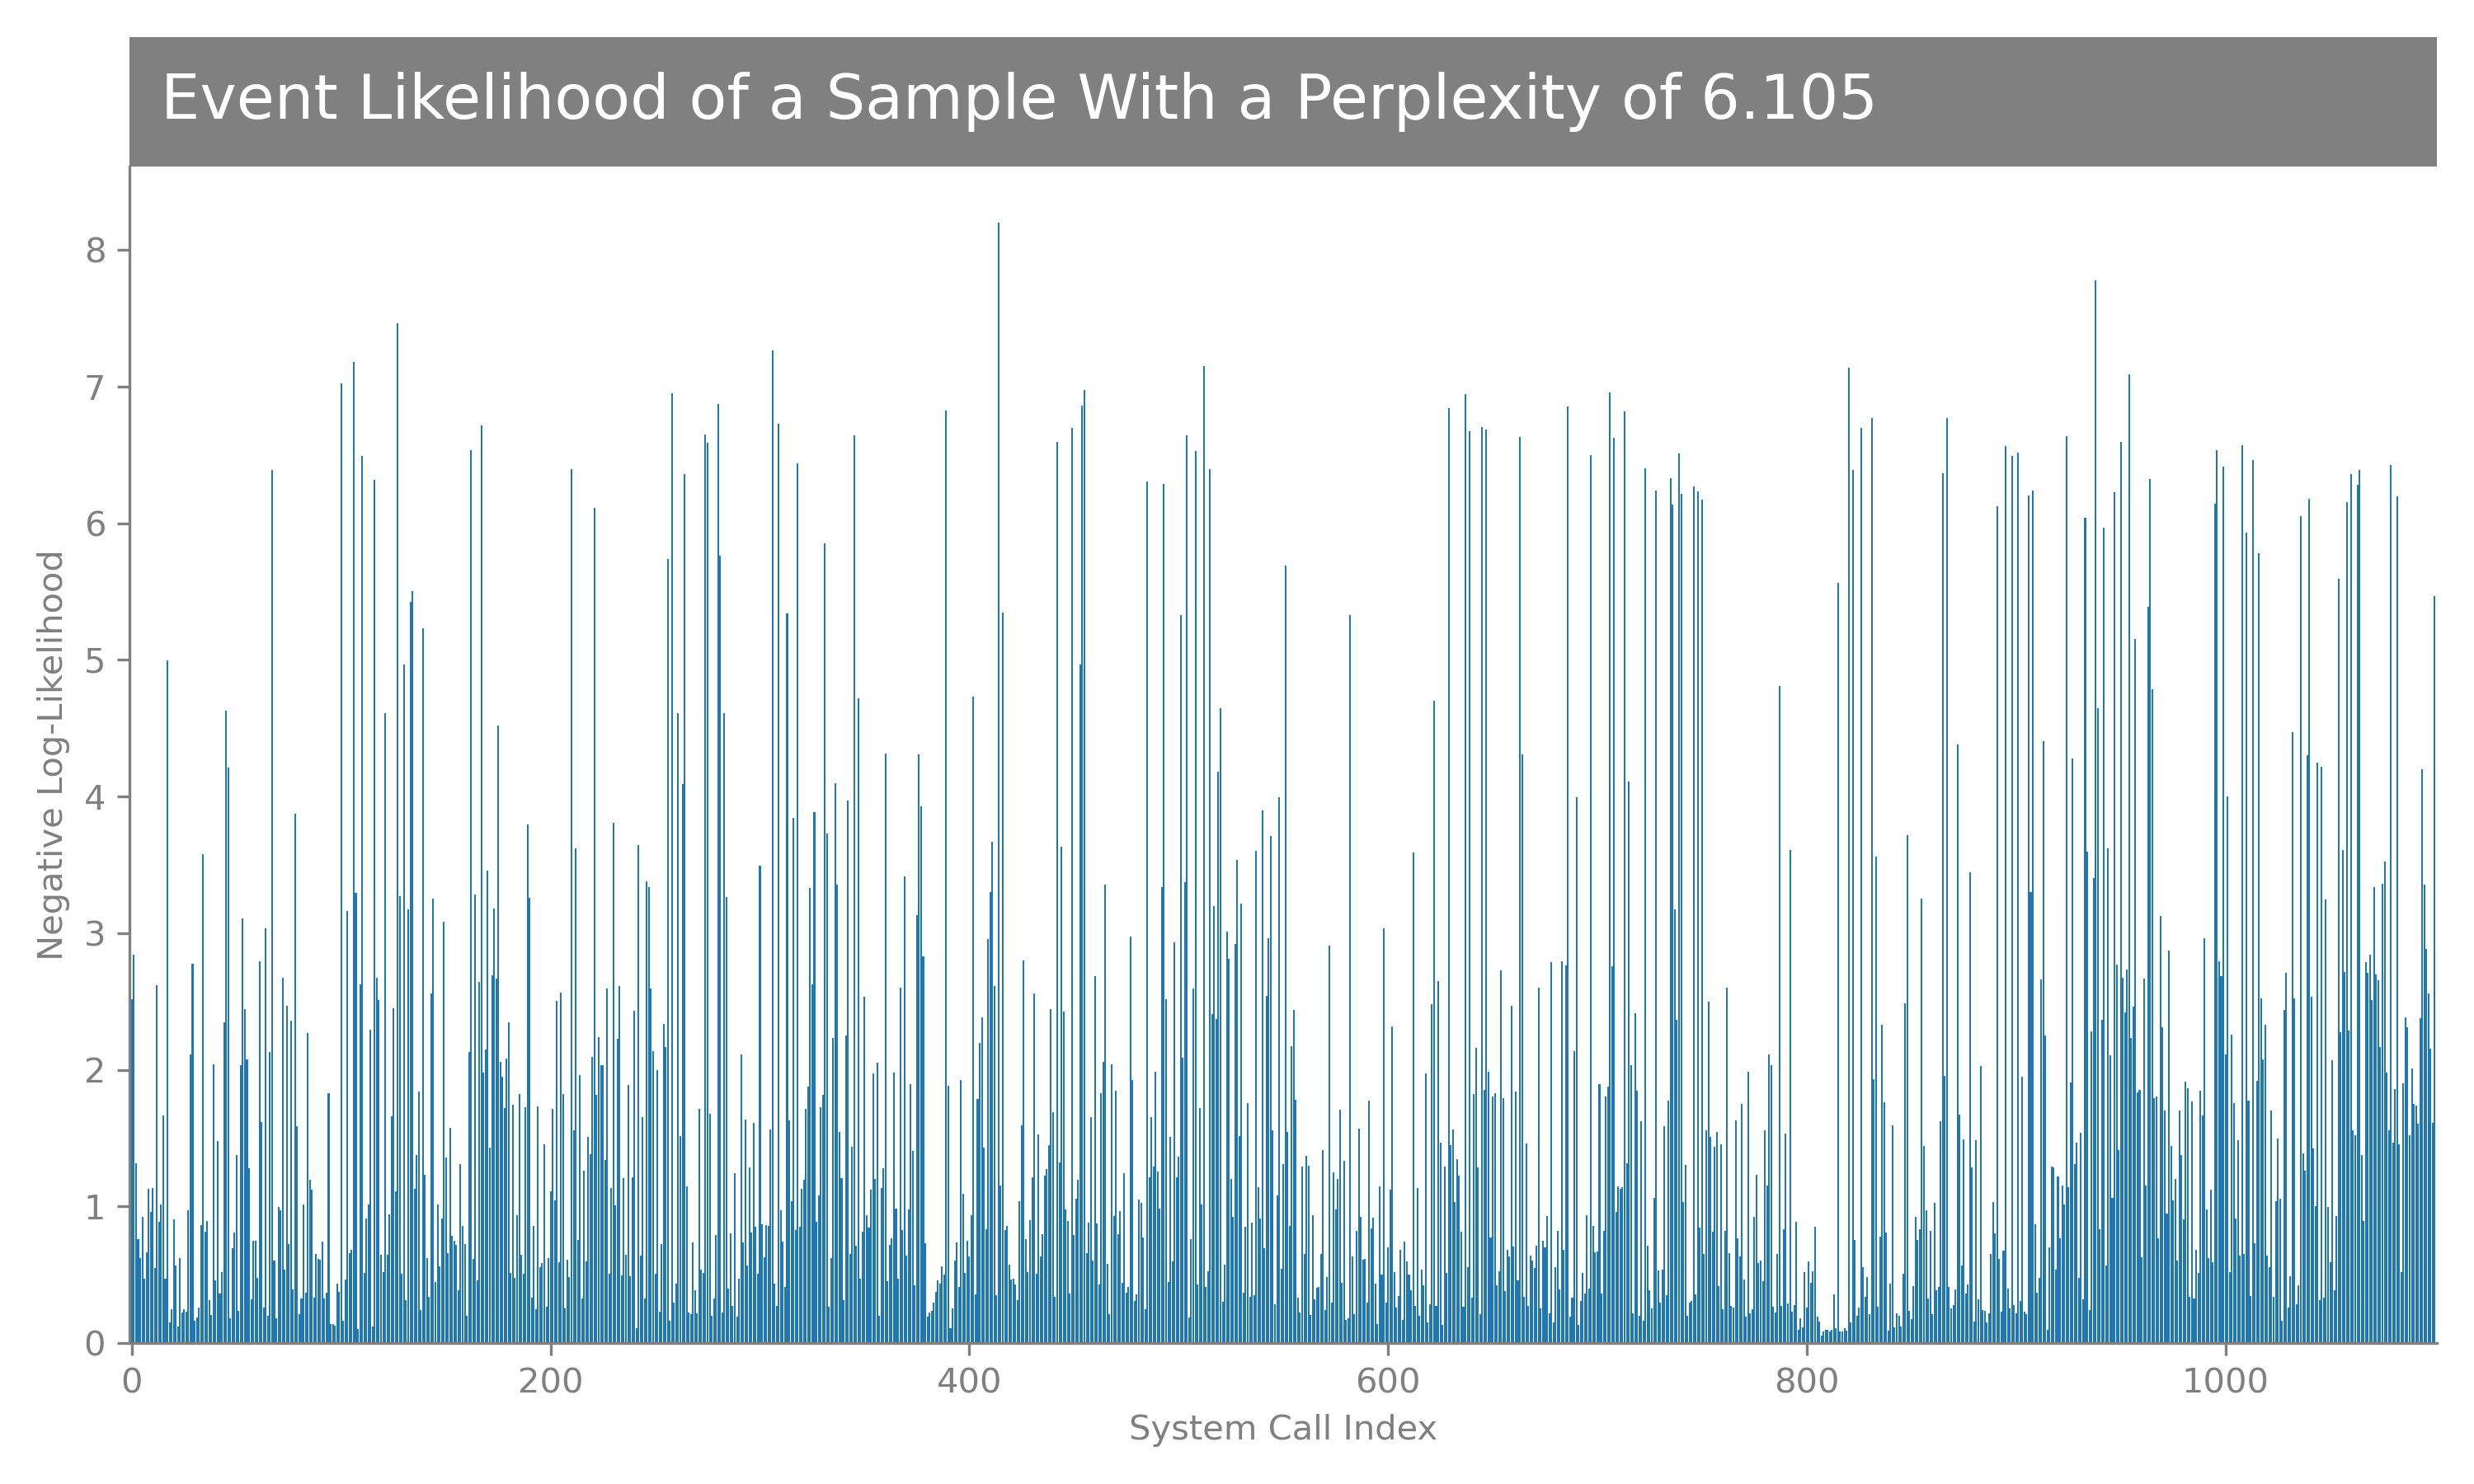 Event Likelihood of a Sample With a Perplexity of 6.105
8
7
6
5
4
3
2
1
0
Negative Log-Likelihood
0 200 400 600 800 1000
System Call Index